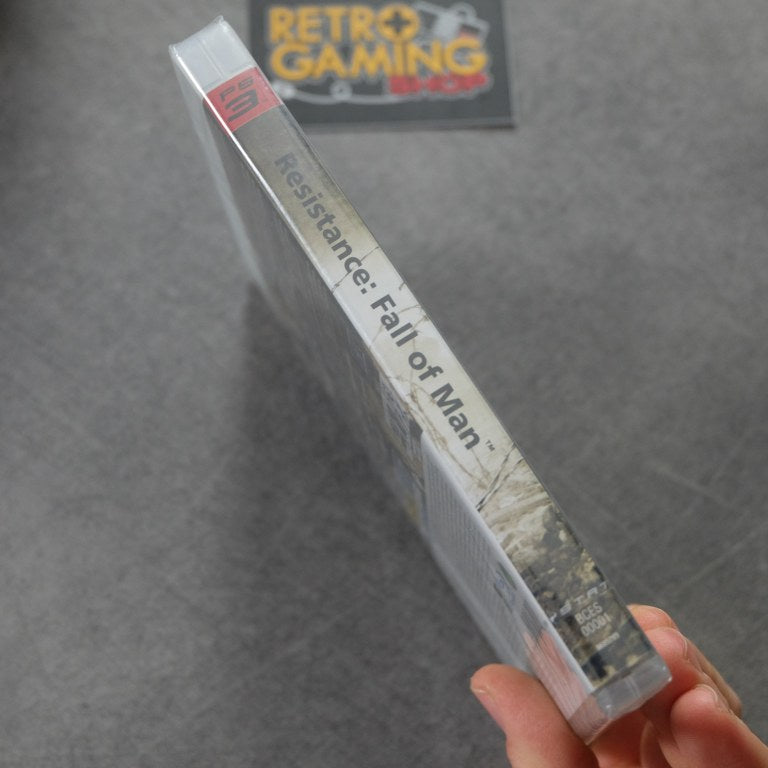 RETRO
GAMING
SHOP
PS3
Resistance: Fall of Man™
BCES
00001